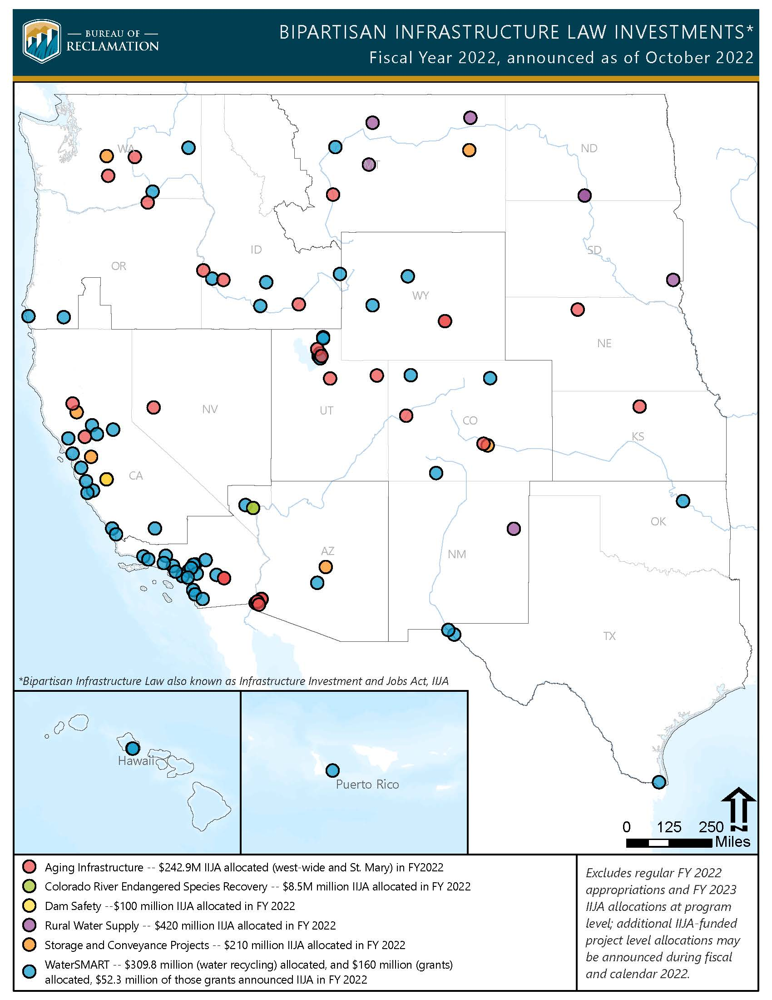 BUREAU OF
RECLAMATION
BIPARTISAN INFRASTRUCTURE LAW INVESTMENTS*
Fiscal Year 2022, announced as of October 2022
WA
MT
ND
OR
ID
SD
WY
NE
NV
UT
CO
KS
CA
AZ
NM
OK
TX
*Bipartisan Infrastructure Law also known as Infrastructure Investment and Jobs Act, IIJA
Hawaii
Puerto Rico
N
0 125 250
Miles
Aging Infrastructure -- $242.9M IIJA allocated (west-wide and St. Mary) in FY2022
Colorado River Endangered Species Recovery -- $8.5M million IIJA allocated in FY 2022
Dam Safety --$100 million IIJA allocated in FY 2022
Rural Water Supply -- $420 million IIJA allocated in FY 2022
Storage and Conveyance Projects -- $210 million IIJA allocated in FY 2022
WaterSMART -- $309.8 million (water recycling) allocated, and $160 million (grants)
allocated, $52.3 million of those grants announced IIJA in FY 2022
Excludes regular FY 2022
appropriations and FY 2023
IIJA allocations at program
level; additional IIJA-funded
project level allocations may
be announced during fiscal
and calendar 2022.